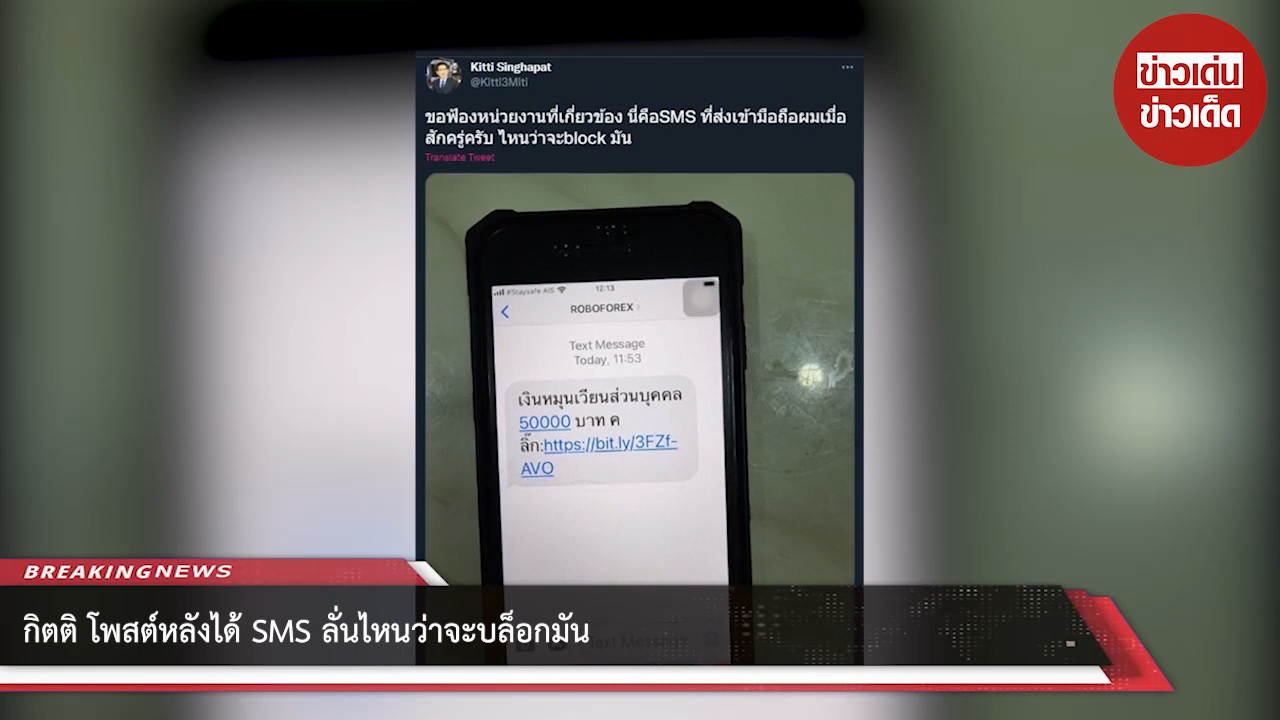 ข่าวเด่น
ข่าวเด็ด
Kitti Singhapat
@Kitti3Miti
ขอฟ้องหน่วยงานที่เกี่ยวข้อง นี่คือSMS ที่ส่งเข้ามือถือผมเมื่อ
สักครู่ครับ ไหนว่าจะblock มัน
Translate Tweet
#Staysafe AIS 12:13
ROBOFOREX
Text Message
Today, 11:53
เงินหมุนเวียนส่วนบุคคล
50000 บาท ค
ลิ๊ก:https://bit.ly/3FZf-
AVO
Text Message
BREAKINGNEWS
กิตติ โพสต์หลังได้ SMS ลั่นไหนว่าจะบล็อกมัน